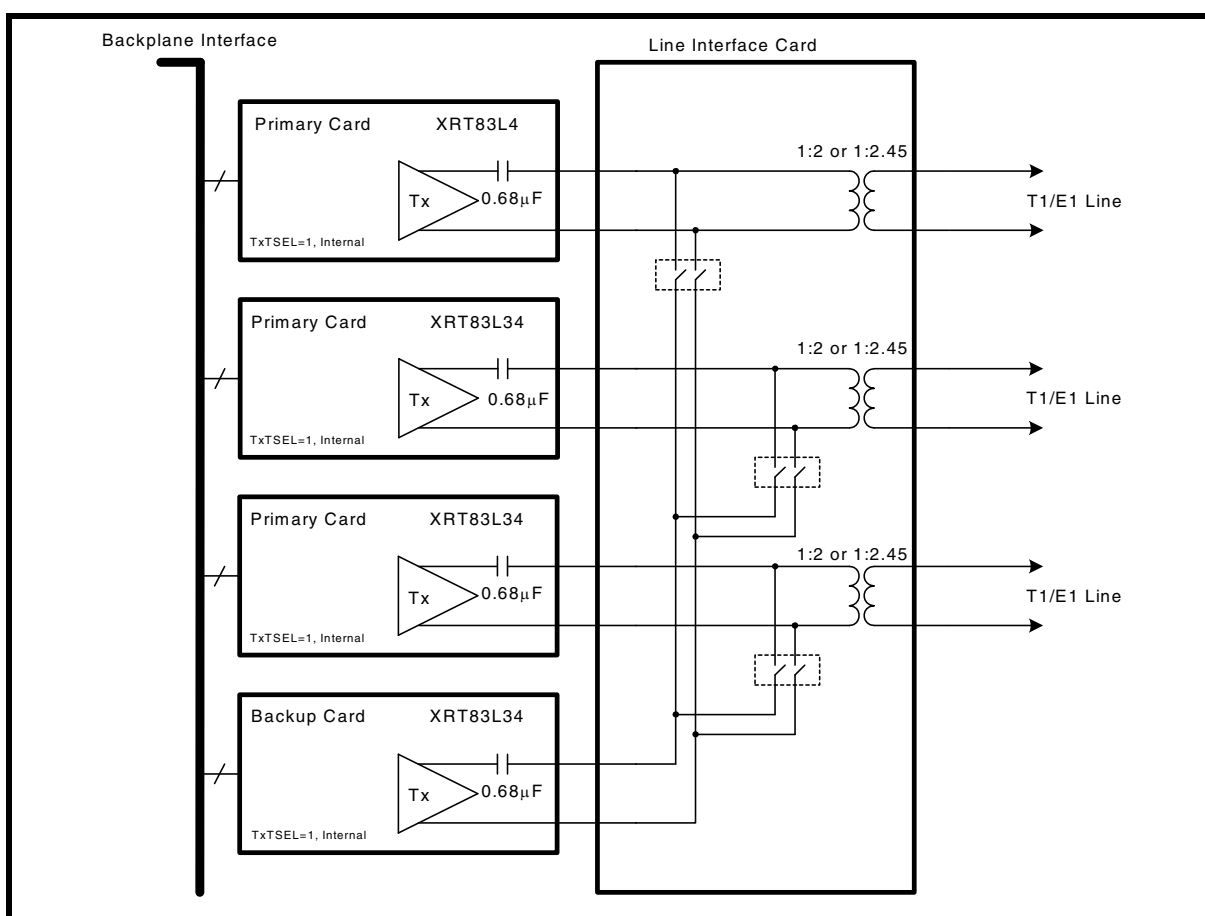 Backplane Interface
Line Interface Card
Primary Card XRT83L4
1:2 or 1:2.45
Tx
0.68μF
T1/E1 Line
TxTSEL=1, Internal
Primary Card XRT83L34
1:2 or 1:2.45
Tx
0.68μF
T1/E1 Line
TxTSEL=1, Internal
Primary Card XRT83L34
1:2 or 1:2.45
Tx
0.68μF
T1/E1 Line
TxTSEL=1, Internal
Backup Card XRT83L34
Tx
0.68μF
TxTSEL=1, Internal